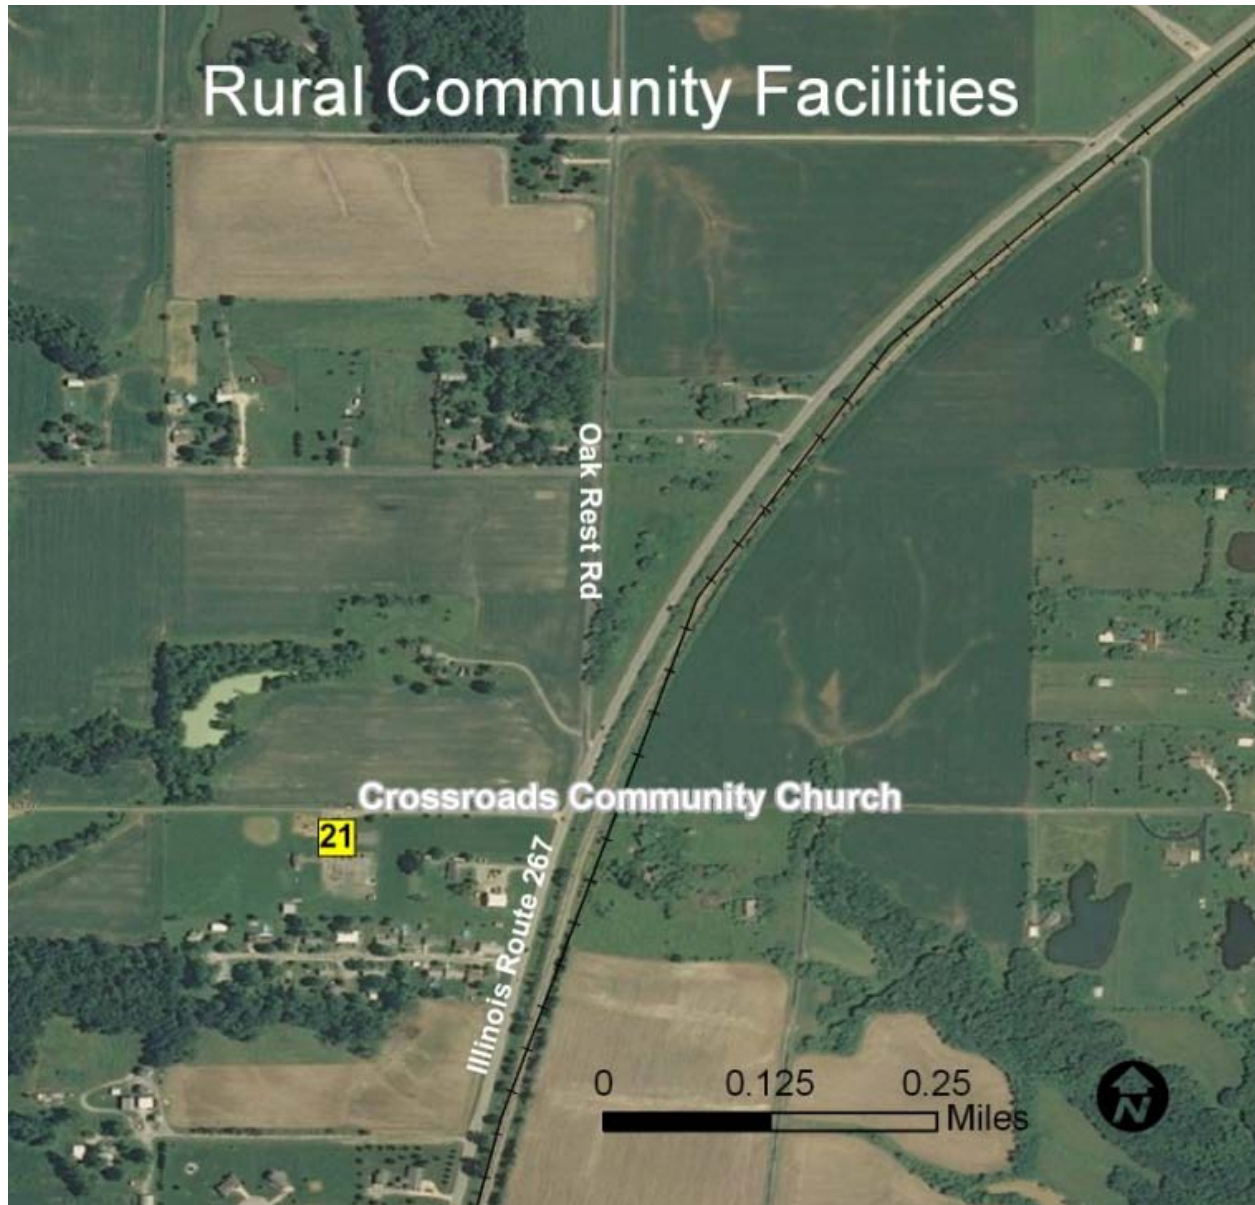 Rural Community Facilities
Oak Rest Rd
Crossroads Community Church
21
Illinois Route 267
0 0.125 0.25
Miles
N